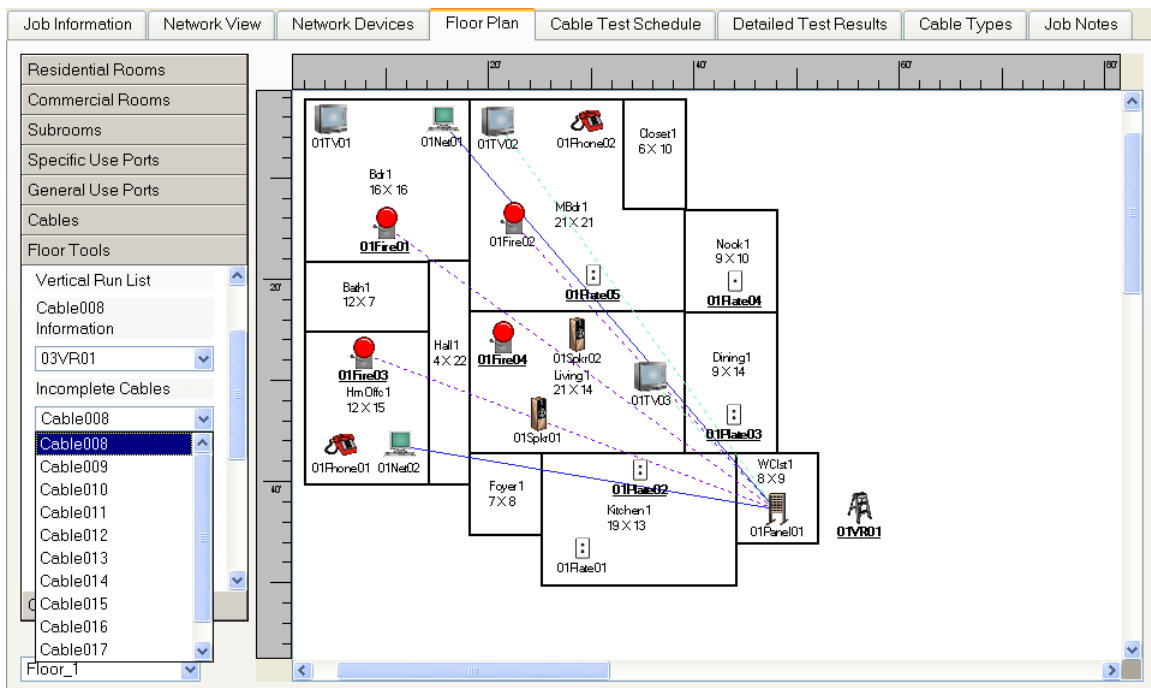 Job Information Network View Network Devices Floor Plan Cable Test Schedule Detailed Test Results Cable Types Job Notes
Residential Rooms
Commercial Rooms
Subrooms
Specific Use Ports
General Use Ports
Cables
Floor Tools
Vertical Run List
Cable008
Information
03VR01
Incomplete Cables
Cable008
Cable008
Cable009
Cable010
Cable011
Cable012
Cable013
Cable014
Cable015
Cable016
Cable017
Floor_1
20' 40' 60' 80'
20'
40'
01TV01 01Net01 01TV02 01Phone02
Closet1
6 X 10
Bdr1
16 X 16
MBdr1
21 X 21
01Fire01
01Fire02
Nook1
9 X 10
01Plate05
01Plate04
Bath1
12 X 7
Hall1
4 X 22
01Fire03
HmOffc1
12 X 15
01Fire04
01Spkr02
Living1
21 X 14
01TV03
Dining1
9 X 14
01Spkr01
01Plate03
01Phone01 01Net02
Foyer1
7 X 8
01Plate02
Kitchen1
19 X 13
01Plate01
WClst1
8 X 9
01Panel01
01VR01